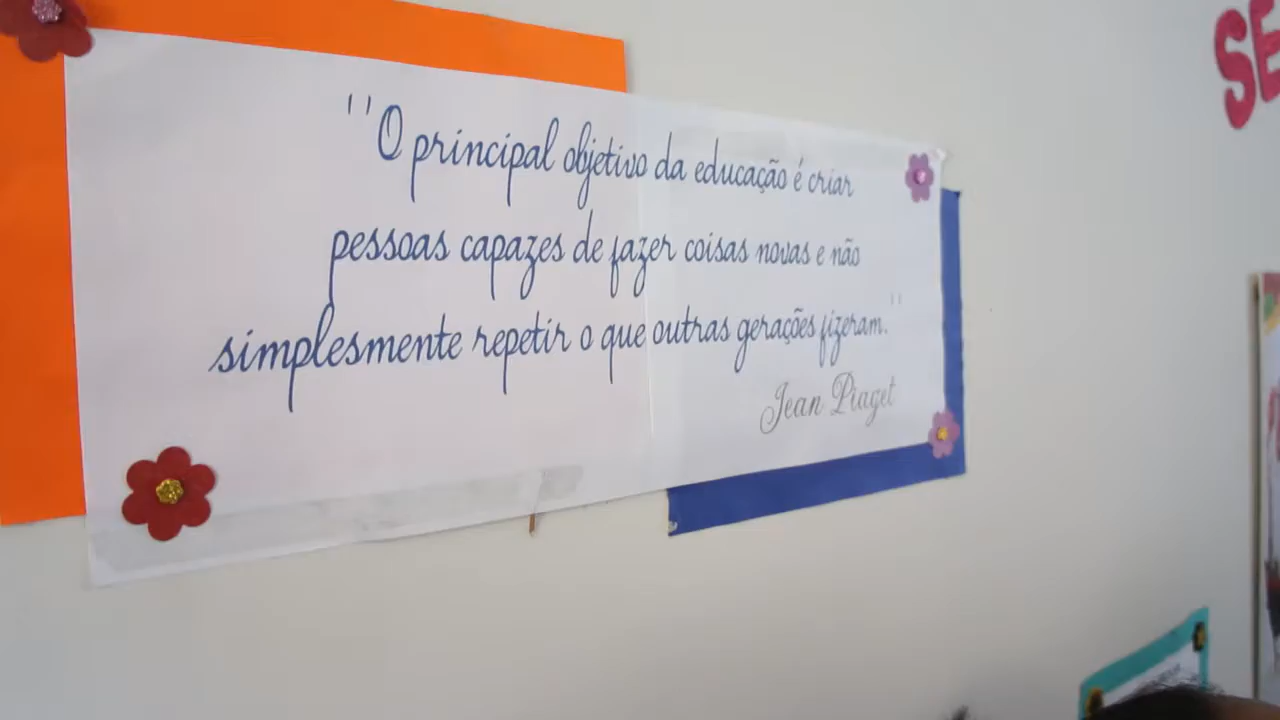 "O principal objetivo da educação é criar
pessoas capazes de fazer coisas novas e não
simplesmente repetir o que outras gerações fizeram."
Jean Piaget
SE